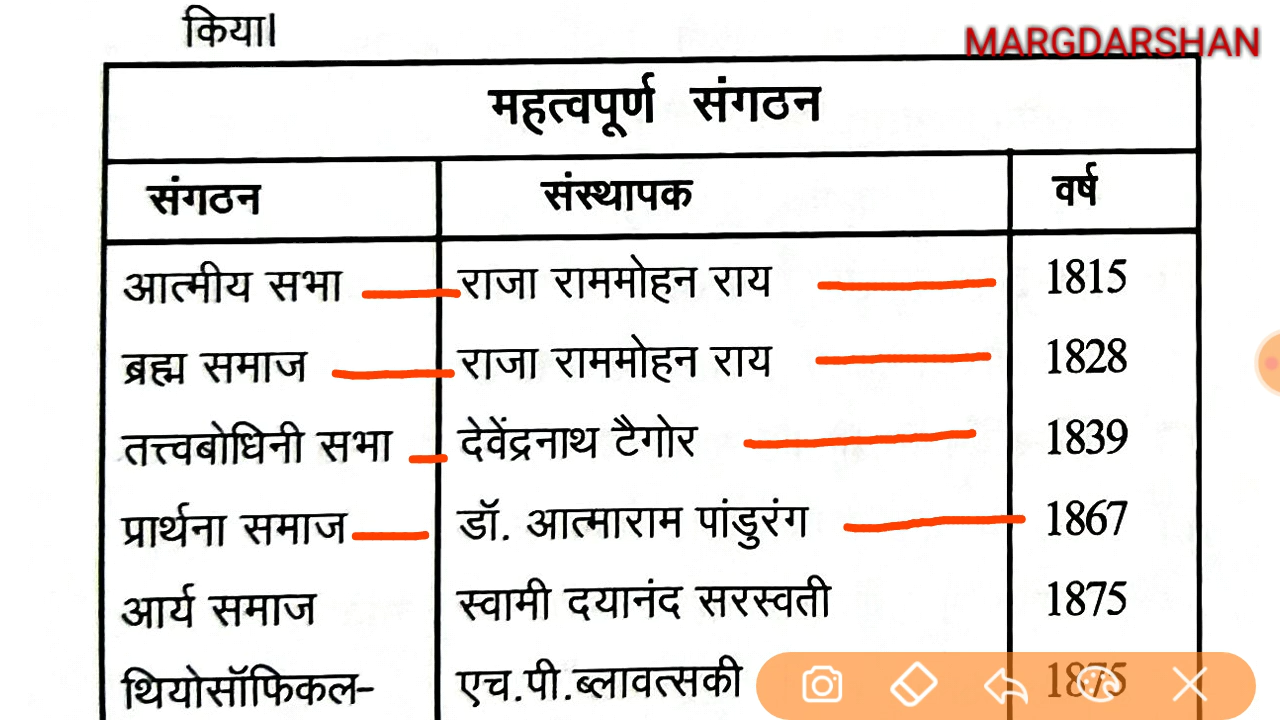 किया।
MARGDARSHAN
महत्वपूर्ण संगठन
संगठन संस्थापक वर्ष
आत्मीय सभा राजा राममोहन राय 1815
ब्रह्म समाज राजा राममोहन राय 1828
तत्त्वबोधिनी सभा देवेंद्रनाथ टैगोर 1839
प्रार्थना समाज डॉ. आत्माराम पांडुरंग 1867
आर्य समाज स्वामी दयानंद सरस्वती 1875
थियोसॉफिकल- एच.पी.ब्लावत्सकी 1875